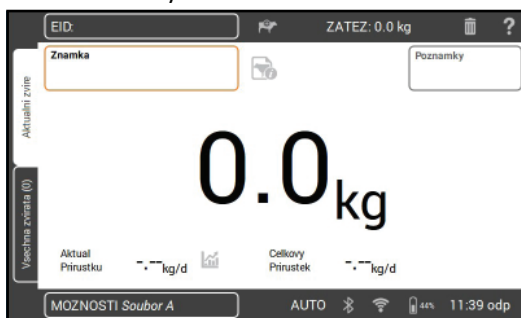 EID:
ZATEZ: 0.0 kg
?
Znamka
Poznamky
Aktualni zvire
0.0kg
Vsechna zvirata (0)
Aktual
Prirustku
-.--kg/d
Celkovy
Prirustek
-.--kg/d
MOZNOSTI Soubor A
AUTO
44%
11:39 odp